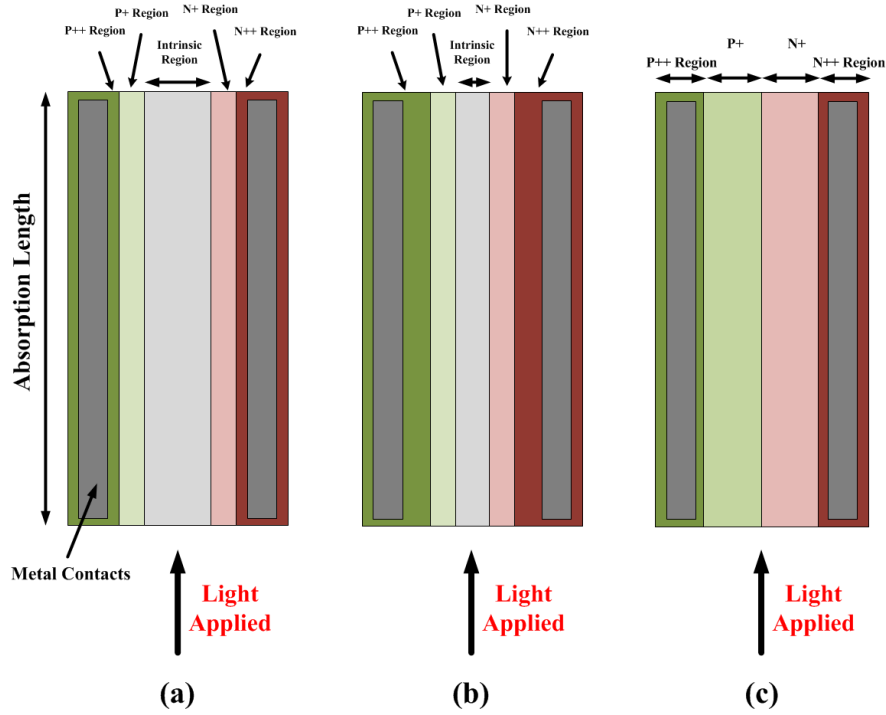 P++ Region
P+ Region
N+ Region
N++ Region
Intrinsic
Region
Absorption Length
Metal Contacts
Light
Applied
(a)
P++ Region
P+ Region
N+ Region
N++ Region
Intrinsic
Region
Light
Applied
(b)
P++ Region
P+
N+
N++ Region
Light
Applied
(c)